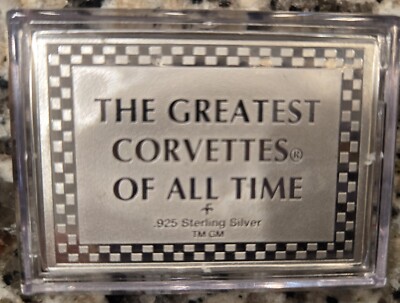 THE GREATEST
CORVETTES®
OF ALL TIME
.925 Sterling Silver
TM GM